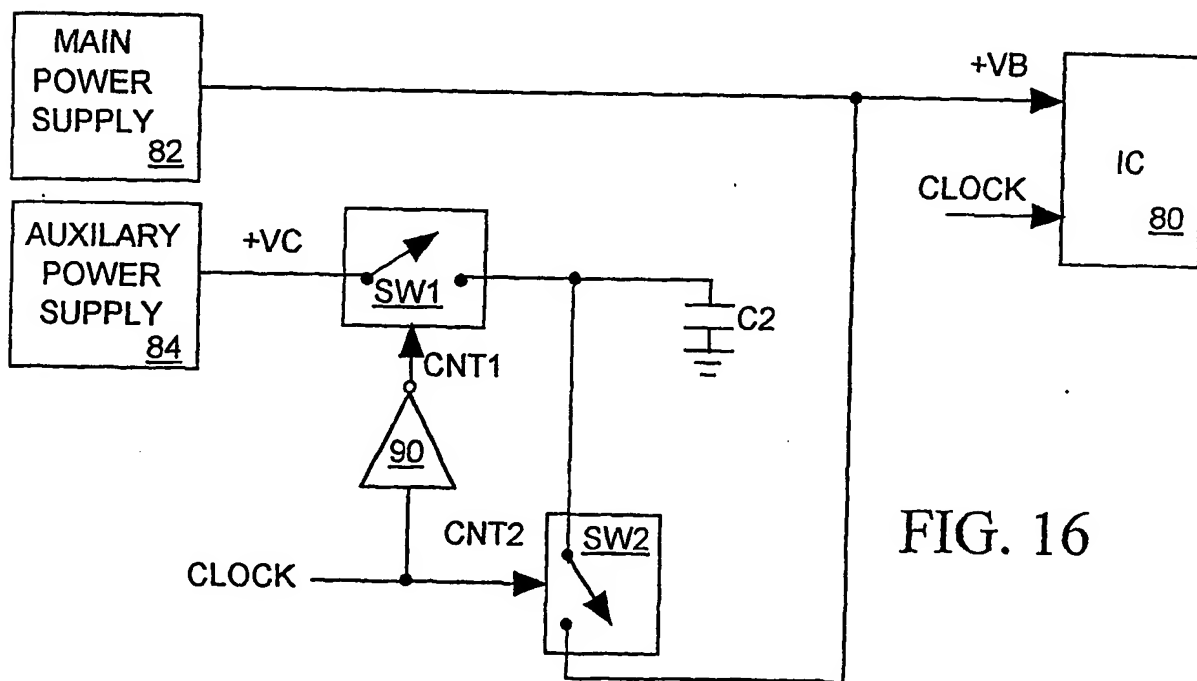 MAIN
POWER
SUPPLY
82
+VB
IC
80
CLOCK
AUXILARY
POWER
SUPPLY
84
+VC
SW1
C2
CNT1
90
CNT2
SW2
CLOCK
FIG. 16